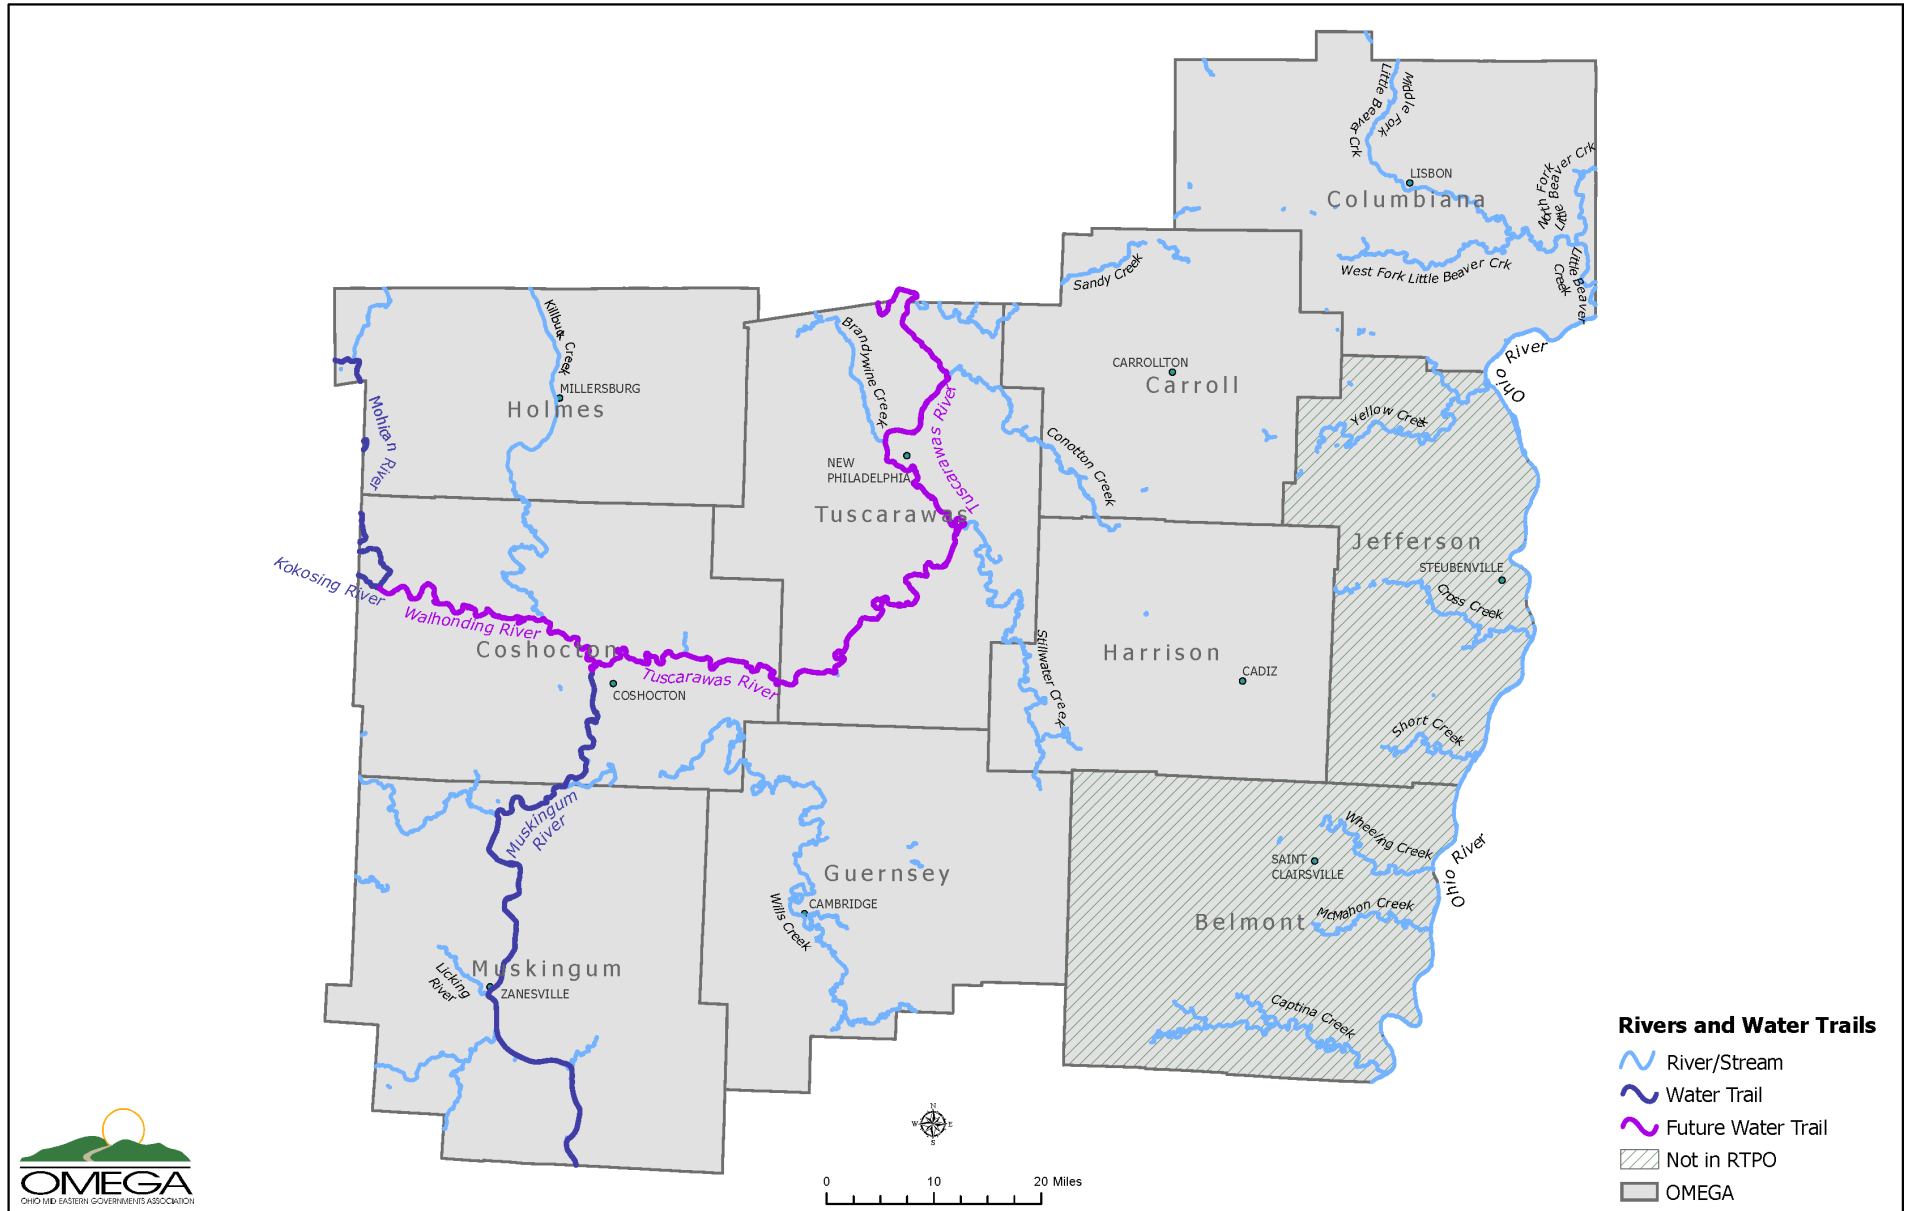 Little Beaver Crk
Middle Fork
LISBON
Columbiana
North Fork
Little Beaver Crk
West Fork Little Beaver Crk
Little Beaver
Creek
Sandy Creek
Ohio River
Killbuck Creek
MILLERSBURG
Holmes
Mohican River
Brandywine Creek
Tuscarawas River
NEW
PHILADELPHIA
Tuscarawas
CARROLLTON
Carroll
Conotton Creek
Yellow Creek
Jefferson
STEUBENVILLE
Cross Creek
Kokosing River
Walhonding River
Coshocton
Tuscarawas River
COSHOCTON
Stillwater Creek
Harrison
CADIZ
Short Creek
Muskingum
River
Guernsey
CAMBRIDGE
Wills Creek
Wheeling Creek
SAINT
CLAIRSVILLE
Ohio River
Belmont
McMahon Creek
Licking
River
Muskingum
ZANESVILLE
Captina Creek
Rivers and Water Trails
River/Stream
Water Trail
Future Water Trail
Not in RTPO
OMEGA
N
W E
S
0 10 20 Miles
OMEGA
OHIO MID EASTERN GOVERNMENTS ASSOCIATION